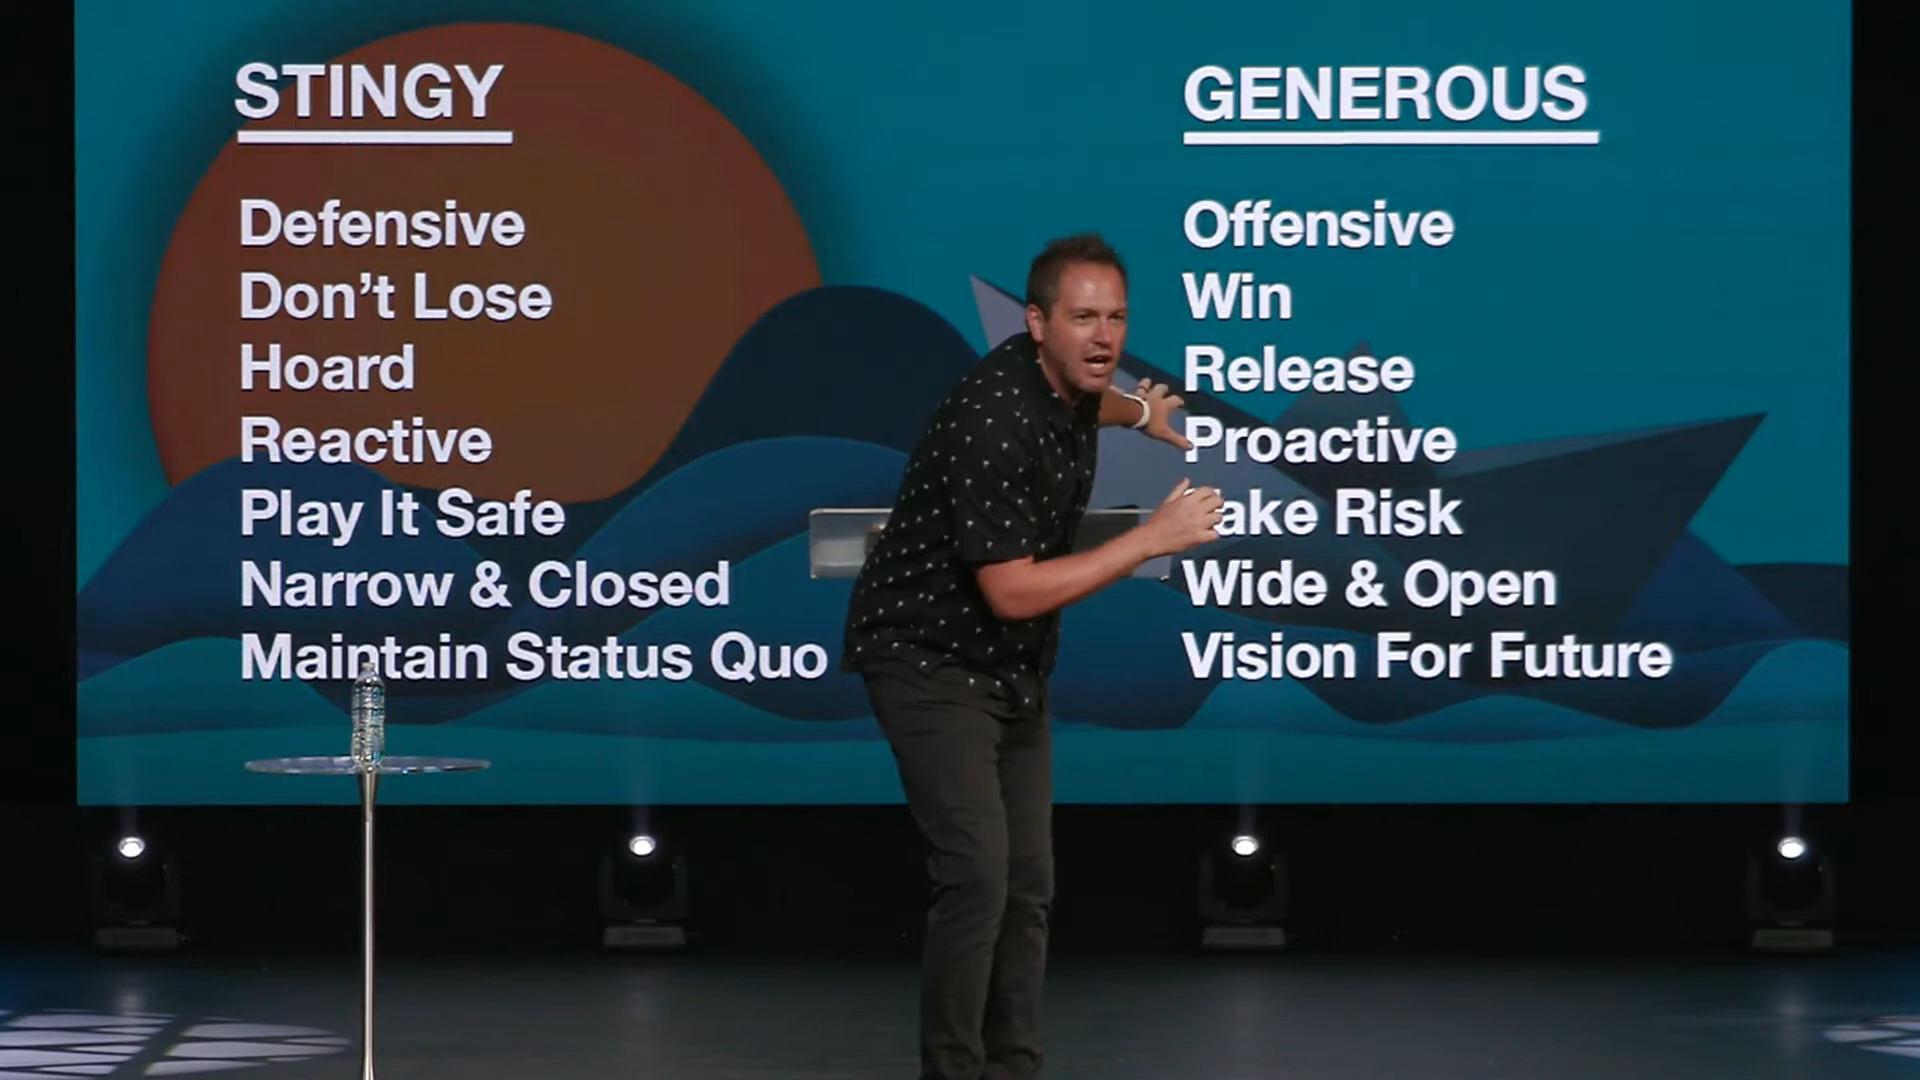 STINGY
Defensive
Don't Lose
Hoard
Reactive
Play It Safe
Narrow & Closed
Maintain Status Quo
GENEROUS
Offensive
Win
Release
Proactive
Take Risk
Wide & Open
Vision For Future